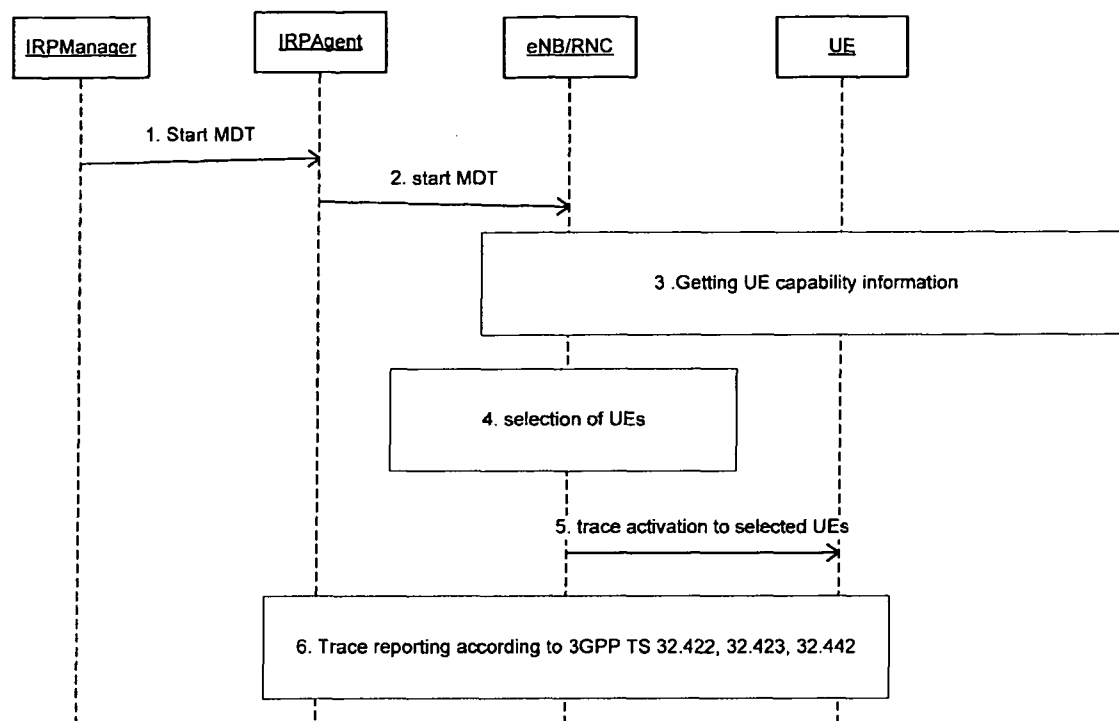 IRPManager
IRPAgent
eNB/RNC
UE
1. Start MDT
2. start MDT
3 .Getting UE capability information
4. selection of UEs
5. trace activation to selected UEs
6. Trace reporting according to 3GPP TS 32.422, 32.423, 32.442